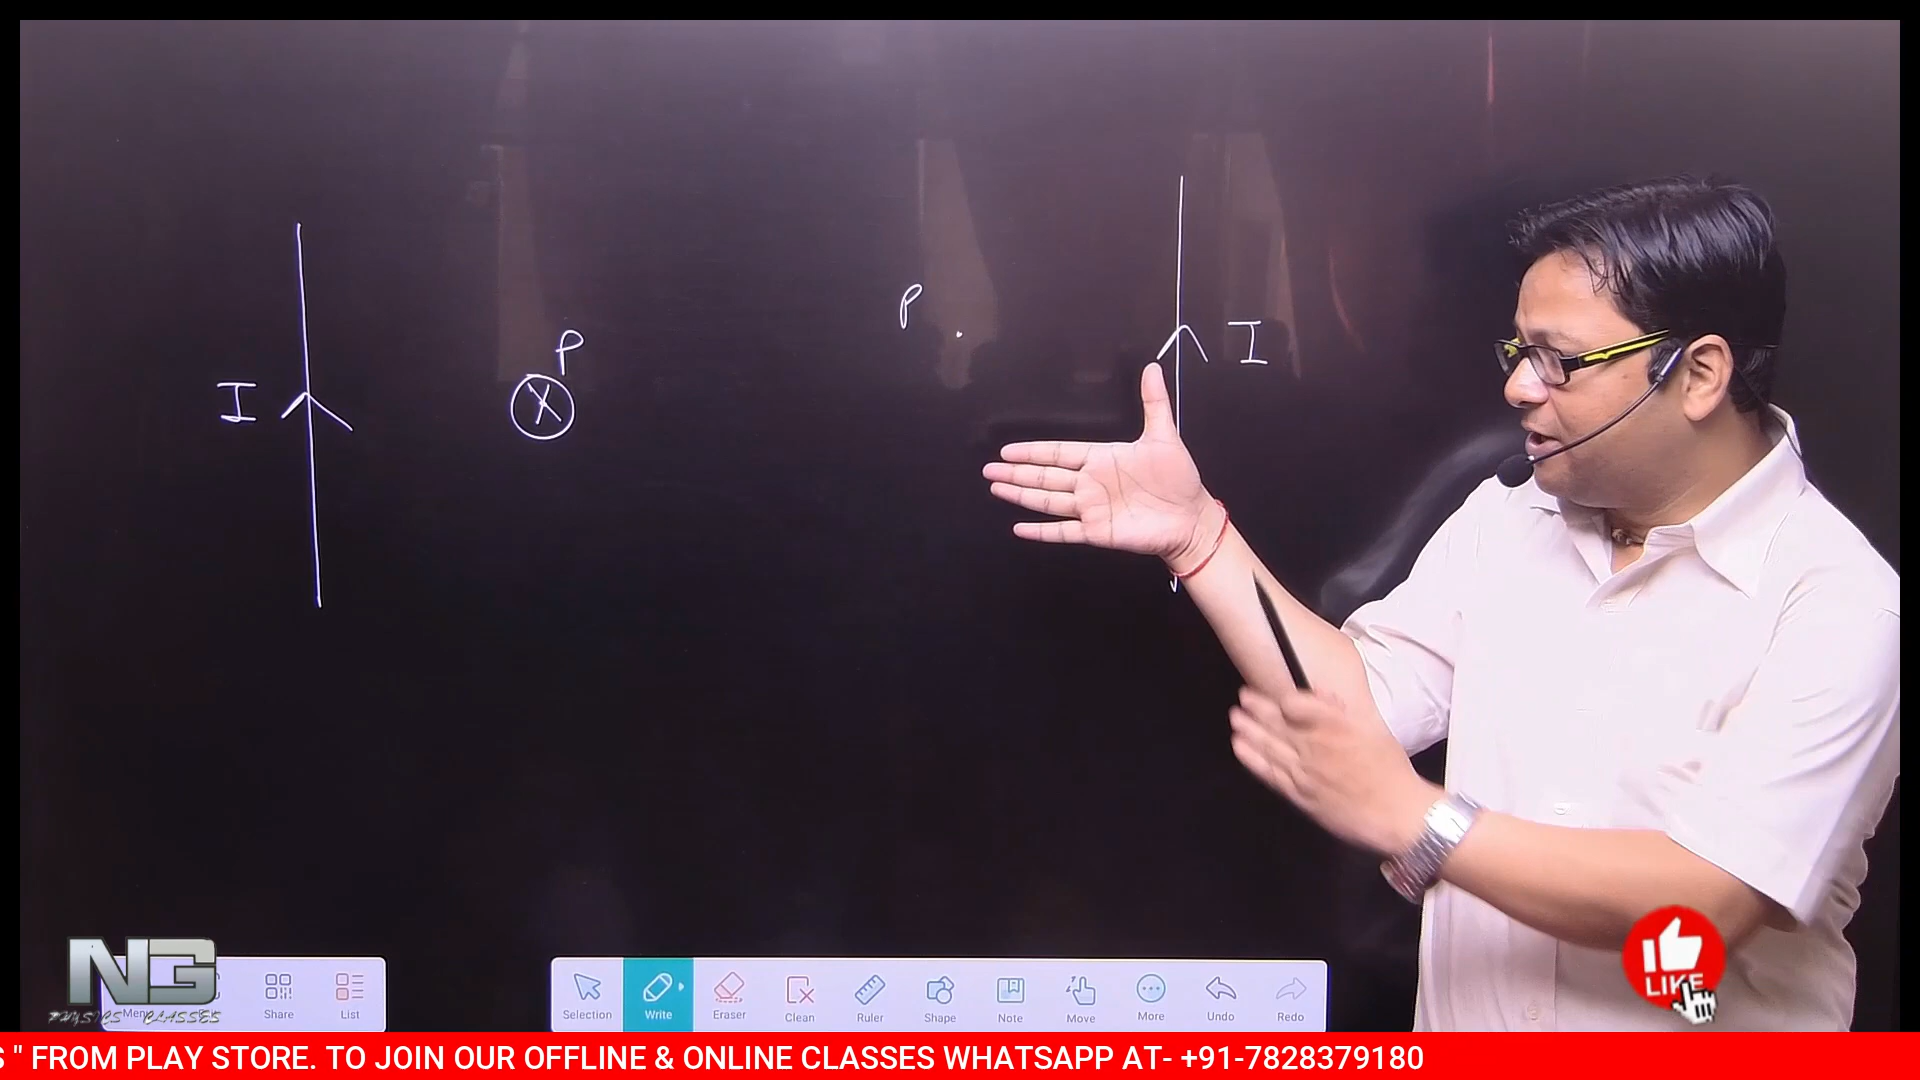 P
I
P
I
NG
PHYSICS CLASSES
Share
List
Selection
Write
Eraser
Clean
Ruler
Shape
Note
Move
More
Undo
Redo
LIKE
" FROM PLAY STORE. TO JOIN OUR OFFLINE & ONLINE CLASSES WHATSAPP AT- +91-7828379180